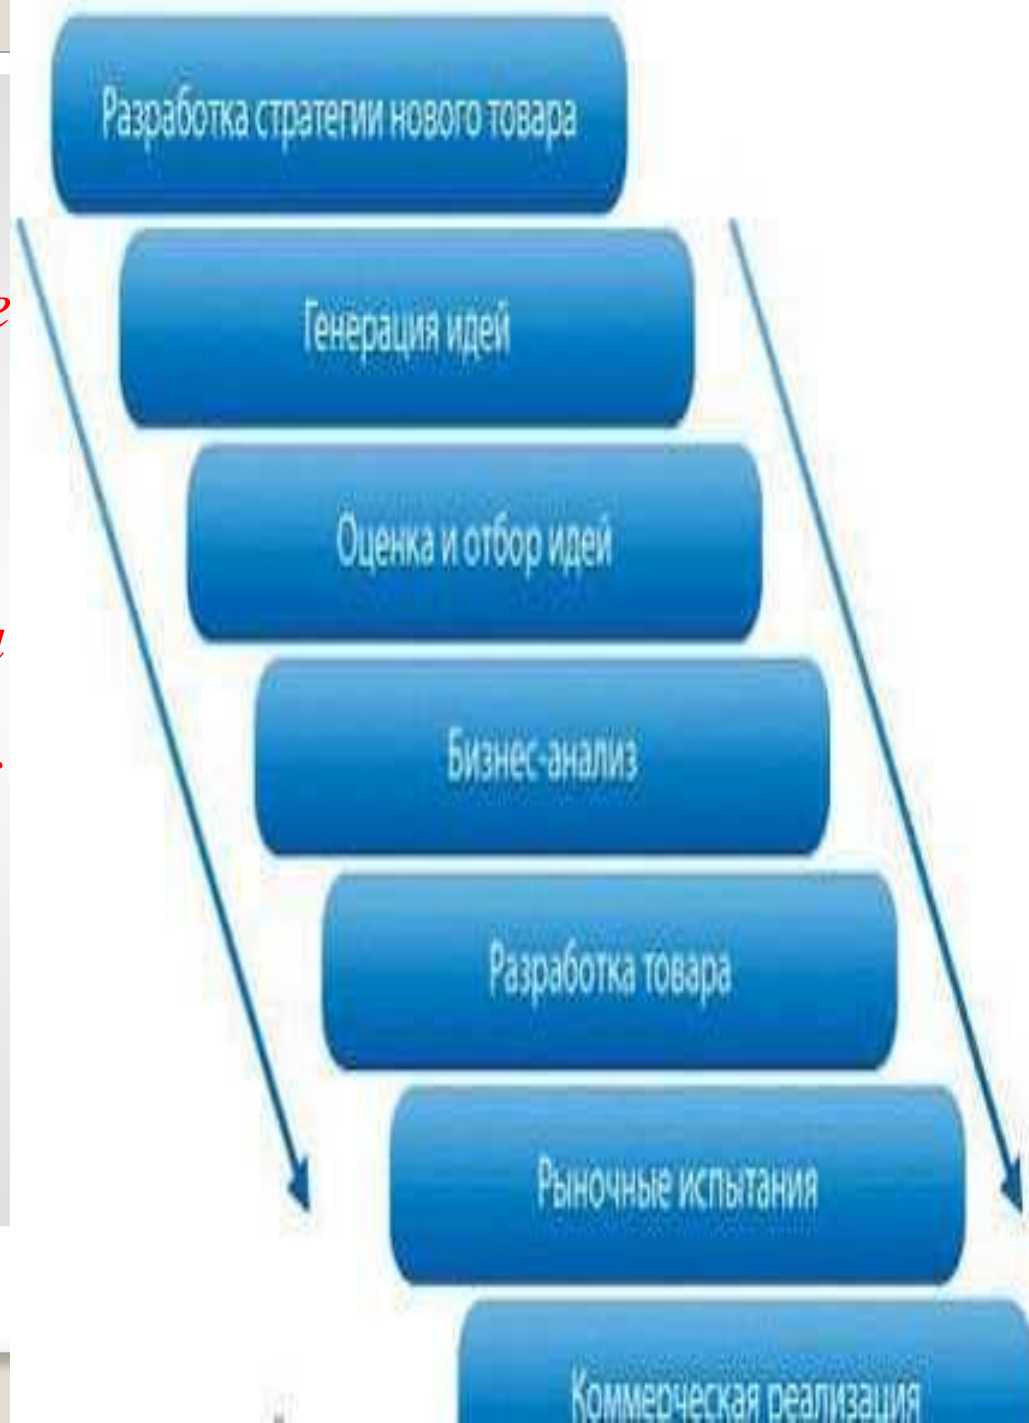 Разработка стратегии нового товара
Генерация идей
Оценка и отбор идей
Бизнес-анализ
Разработка товара
Рыночные испытания
Коммерческая реализация